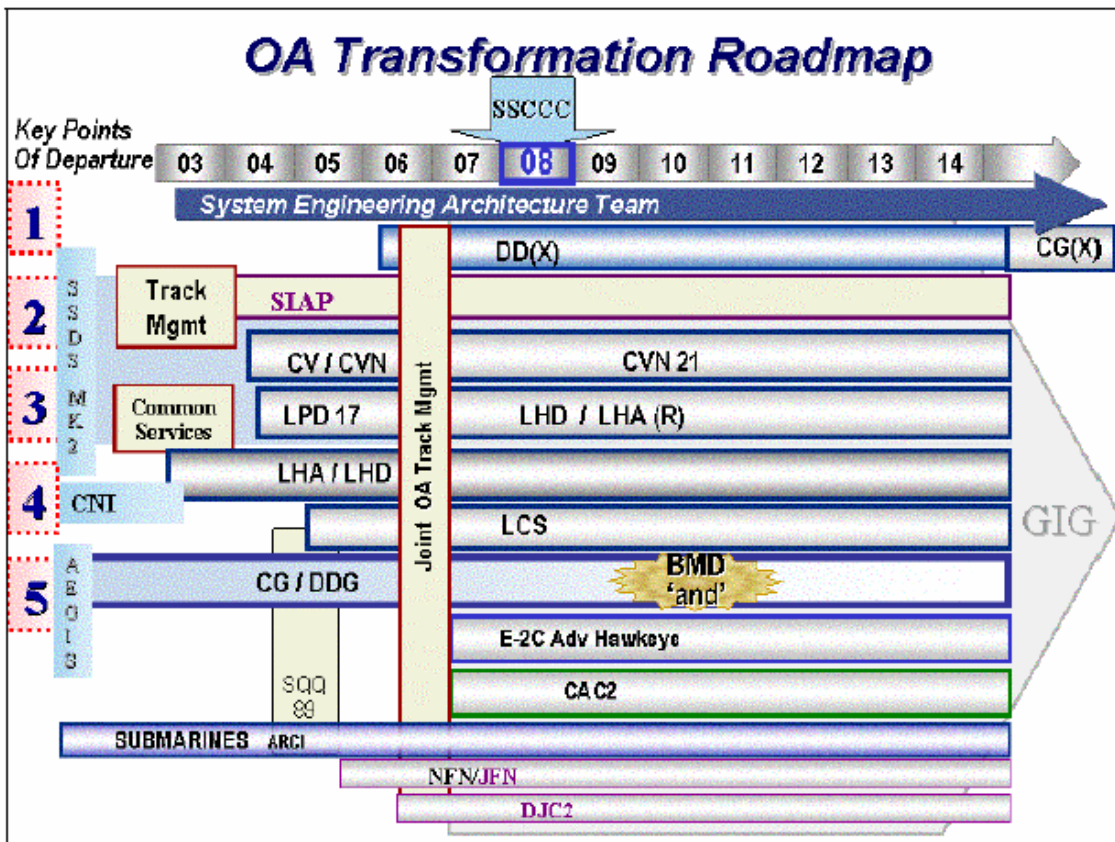 OA Transformation Roadmap
SSCCC
Key Points
Of Departure
03 04 05 06 07 08 09 10 11 12 13 14
System Engineering Architecture Team
1
DD(X)
CG(X)
2
SSDS MK2
Track
Mgmt
SIAP
CV / CVN
CVN 21
3
Common
Services
LPD 17
LHD / LHA (R)
Joint OA Track Mgmt
LHA / LHD
4
CNI
LCS
GIG
5
AEGIS
CG / DDG
BMD
'and'
E-2C Adv Hawkeye
SQQ
89
CAC2
SUBMARINES ARCI
NFN/JFN
DJC2